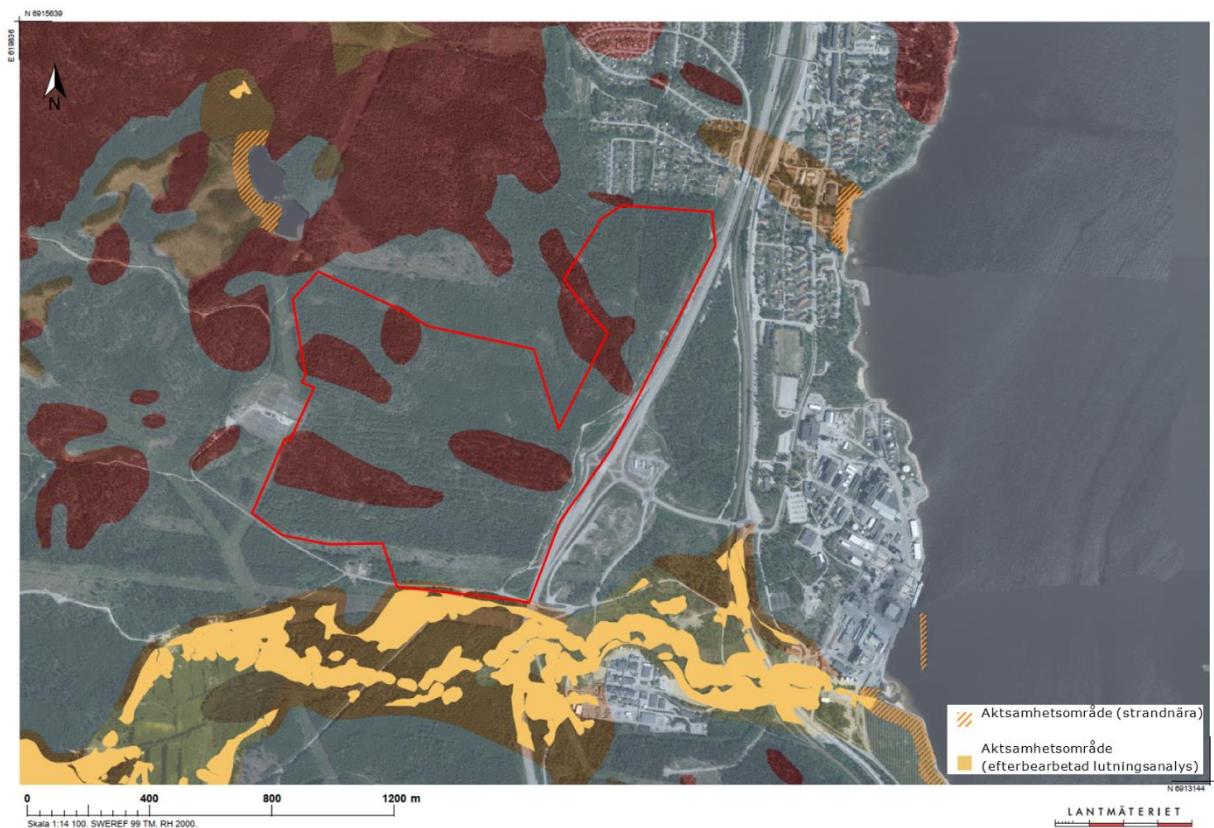 N 6915639
E 619836
N
Aktsamhetsområde (strandnära)
Aktsamhetsområde
(efterbearbetad lutningsanalys)
N 6913144
0 400 800 1200 m
Skala 1:14 100. SWEREF 99 TM. RH 2000.
LANTMÄTERIET